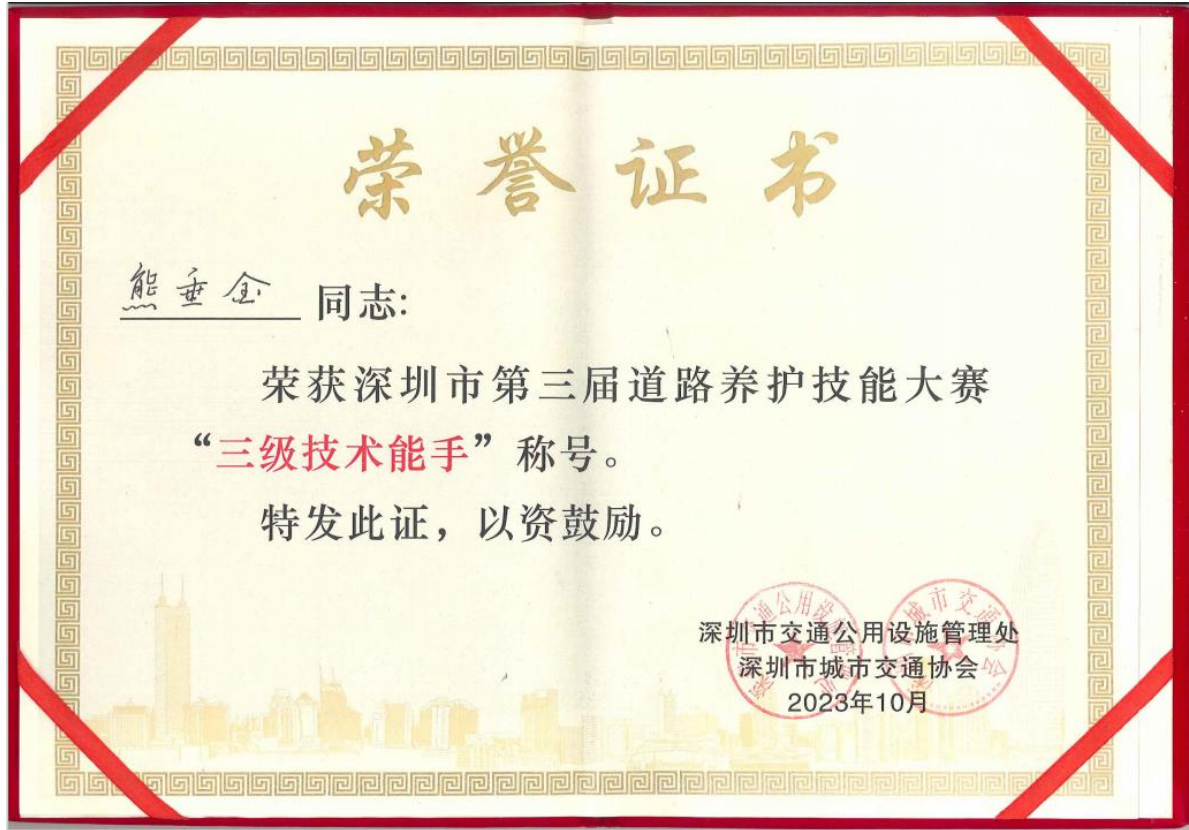 荣誉证书
熊垂金 同志:
荣获深圳市第三届道路养护技能大赛
“三级技术能手”称号。
特发此证，以资鼓励。
深圳市交通公用设施管理处
深圳市城市交通协会
2023年10月